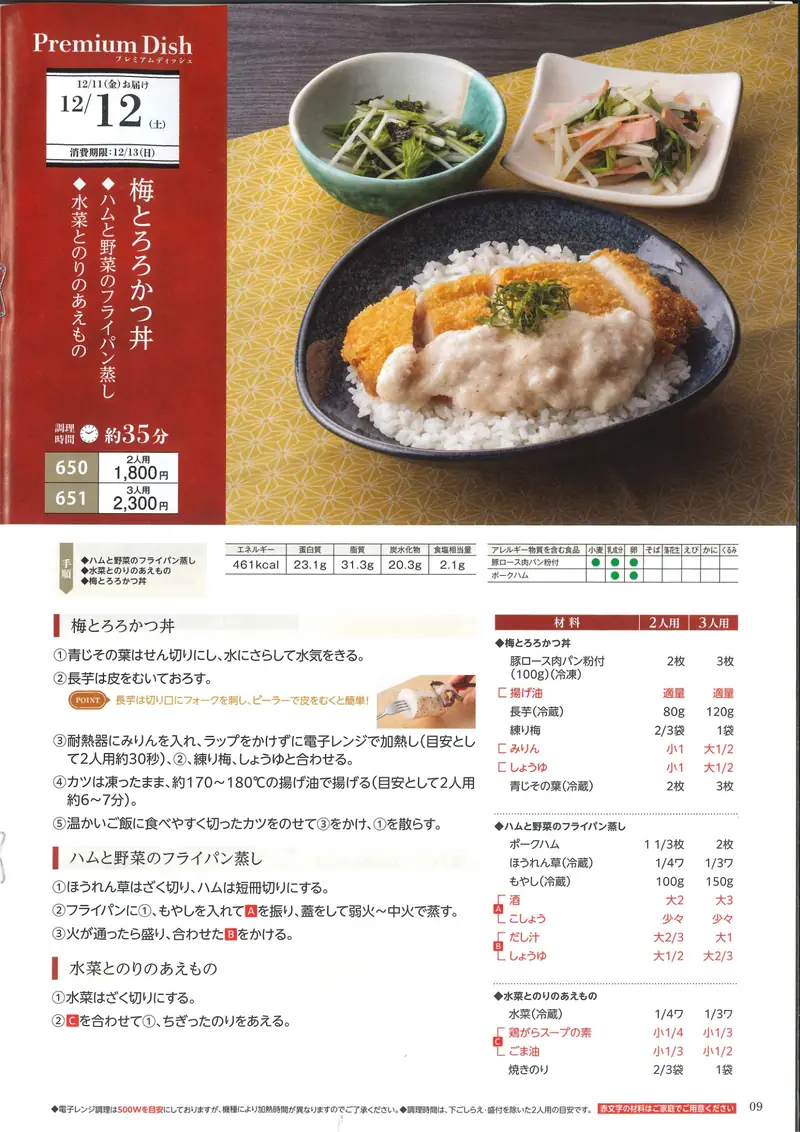 Premium Dish
プレミアムディッシュ
12/11(金)お届け
12/12(土)
消費期限:12/13(日)
梅とろろかつ丼
◆ハムと野菜のフライパン蒸し
◆水菜とのりのあえもの
調理時間 約35分
650 2人用 1,800円
651 3人用 2,300円
手順
◆ハムと野菜のフライパン蒸し
◆水菜とのりのあえもの
◆梅とろろかつ丼
エネルギー 蛋白質 脂質 炭水化物 食塩相当量
461kcal 23.1g 31.3g 20.3g 2.1g
アレルギー物質を含む食品 小麦 乳成分 卵 そば 落花生 えび かに くるみ
豚ロース肉パン粉付 ● ● ●
ポークハム ● ●
梅とろろかつ丼
①青じその葉はせん切りにし、水にさらして水気をきる。
②長芋は皮をむいておろす。
POINT 長芋は切り口にフォークを刺し、ピーラーで皮をむくと簡単!
③耐熱器にみりんを入れ、ラップをかけずに電子レンジで加熱し(目安とし
て2人用約30秒)、②、練り梅、しょうゆと合わせる。
④カツは凍ったまま、約170〜180℃の揚げ油で揚げる(目安として2人用
約6〜7分)。
⑤温かいご飯に食べやすく切ったカツをのせて③をかけ、①を散らす。
ハムと野菜のフライパン蒸し
①ほうれん草はざく切り、ハムは短冊切りにする。
②フライパンに①、もやしを入れてAを振り、蓋をして弱火〜中火で蒸す。
③火が通ったら盛り、合わせたBをかける。
水菜とのりのあえもの
①水菜はざく切りにする。
②Cを合わせて①、ちぎったのりをあえる。
材料 2人用 3人用
◆梅とろろかつ丼
豚ロース肉パン粉付 2枚 3枚
(100g)(冷凍)
揚げ油 適量 適量
長芋(冷蔵) 80g 120g
練り梅 2/3袋 1袋
みりん 小1 大1/2
しょうゆ 小1 大1/2
青じその葉(冷蔵) 2枚 3枚
◆ハムと野菜のフライパン蒸し
ポークハム 1 1/3枚 2枚
ほうれん草(冷蔵) 1/4ワ 1/3ワ
もやし(冷蔵) 100g 150g
A
酒 大2 大3
こしょう 少々 少々
B
だし汁 大2/3 大1
しょうゆ 大1/2 大2/3
◆水菜とのりのあえもの
水菜(冷蔵) 1/4ワ 1/3ワ
C
鶏がらスープの素 小1/4 小1/3
ごま油 小1/3 小1/2
焼きのり 2/3袋 1袋
◆電子レンジ調理は500Wを目安にしておりますが、機種により加熱時間が異なりますのでご了承ください。◆調理時間は、下ごしらえ・盛付を除いた2人用の目安です。 赤文字の材料はご家庭でご用意ください 09